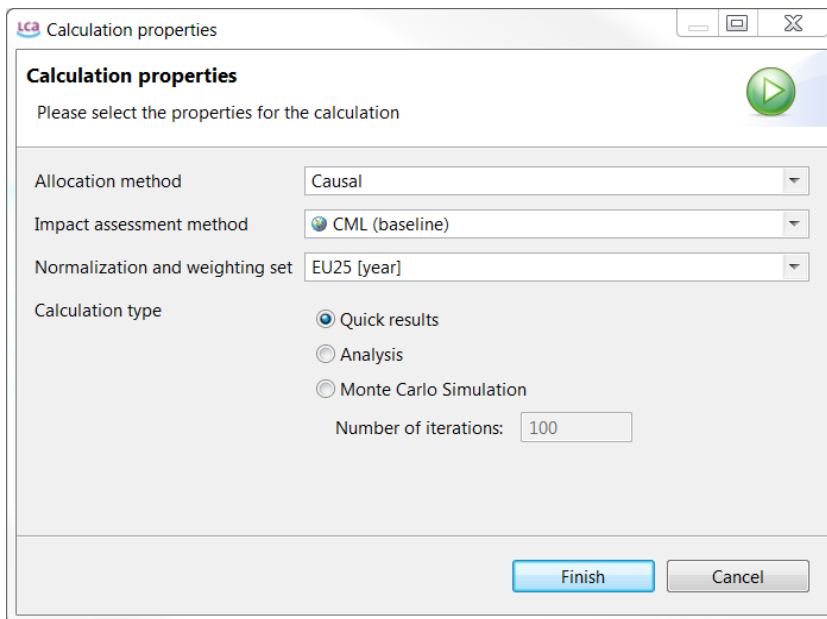 LCA Calculation properties
Calculation properties
Please select the properties for the calculation
Allocation method Causal
Impact assessment method CML (baseline)
Normalization and weighting set EU25 [year]
Calculation type
Quick results
Analysis
Monte Carlo Simulation
Number of iterations: 100
Finish Cancel